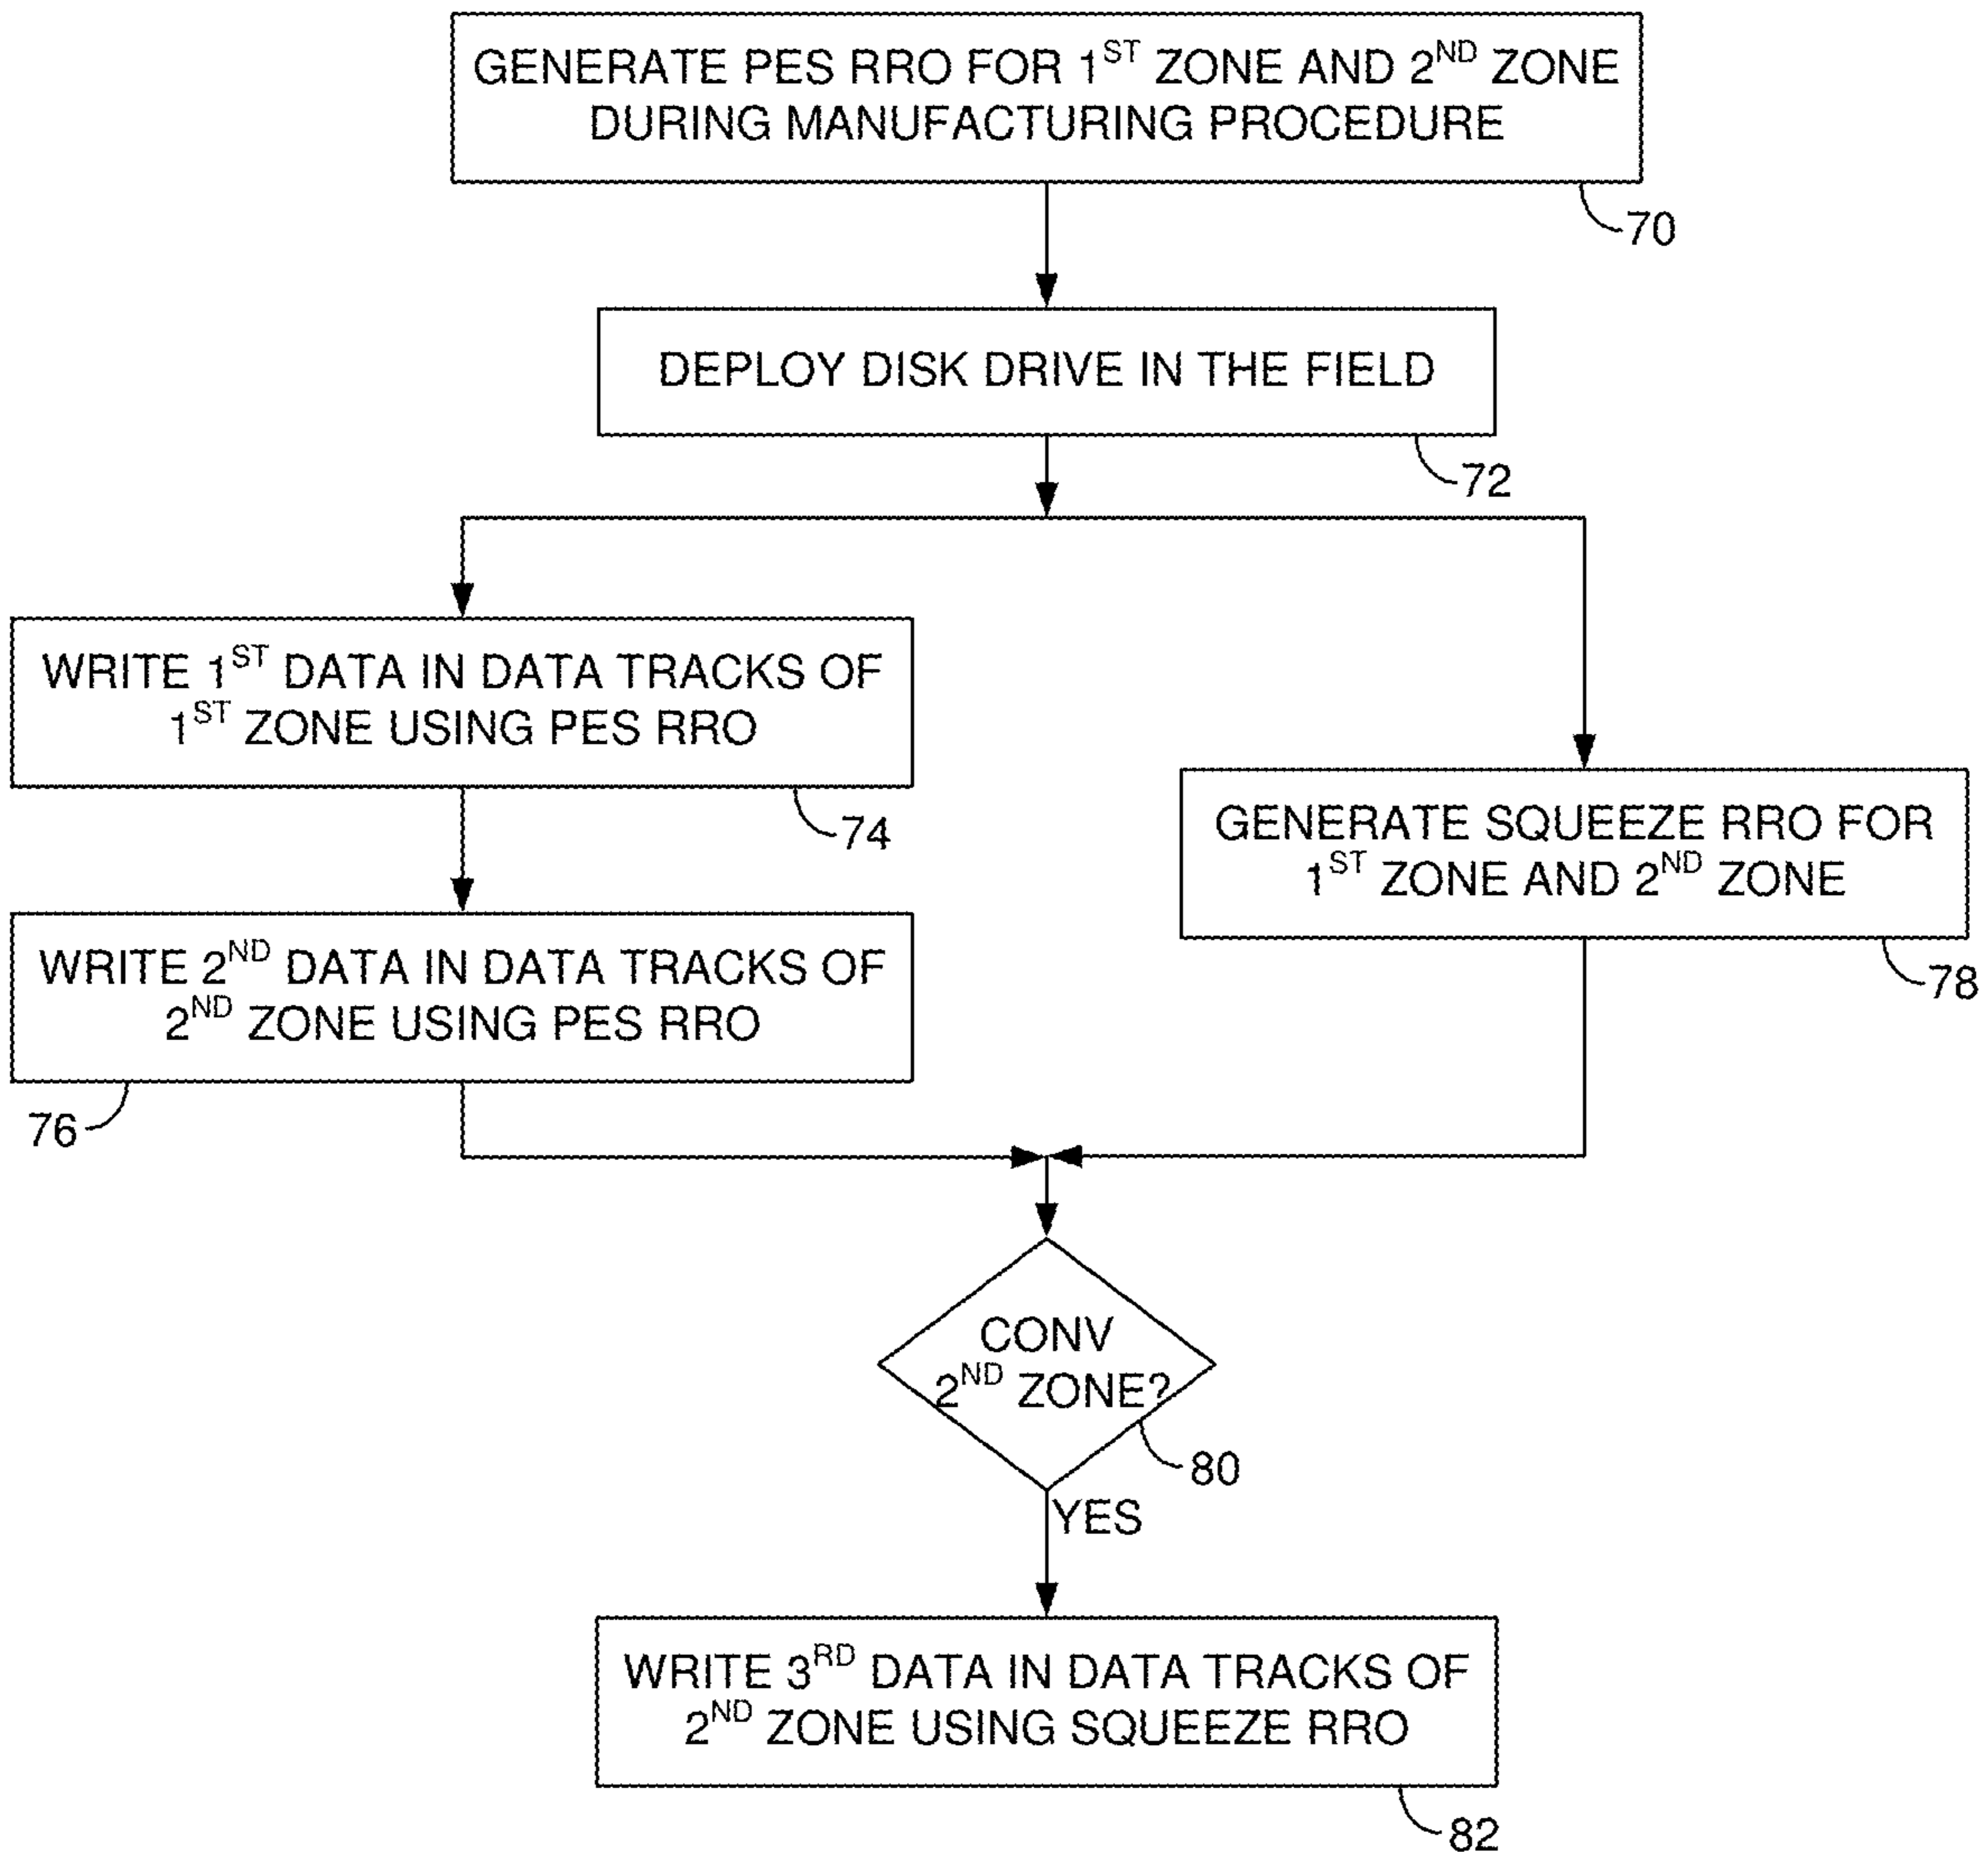 GENERATE PES RRO FOR 1ST ZONE AND 2ND ZONE
DURING MANUFACTURING PROCEDURE
70
DEPLOY DISK DRIVE IN THE FIELD
72
WRITE 1ST DATA IN DATA TRACKS OF
1ST ZONE USING PES RRO
74
GENERATE SQUEEZE RRO FOR
1ST ZONE AND 2ND ZONE
78
WRITE 2ND DATA IN DATA TRACKS OF
2ND ZONE USING PES RRO
76
CONV
2ND ZONE?
80
YES
WRITE 3RD DATA IN DATA TRACKS OF
2ND ZONE USING SQUEEZE RRO
82